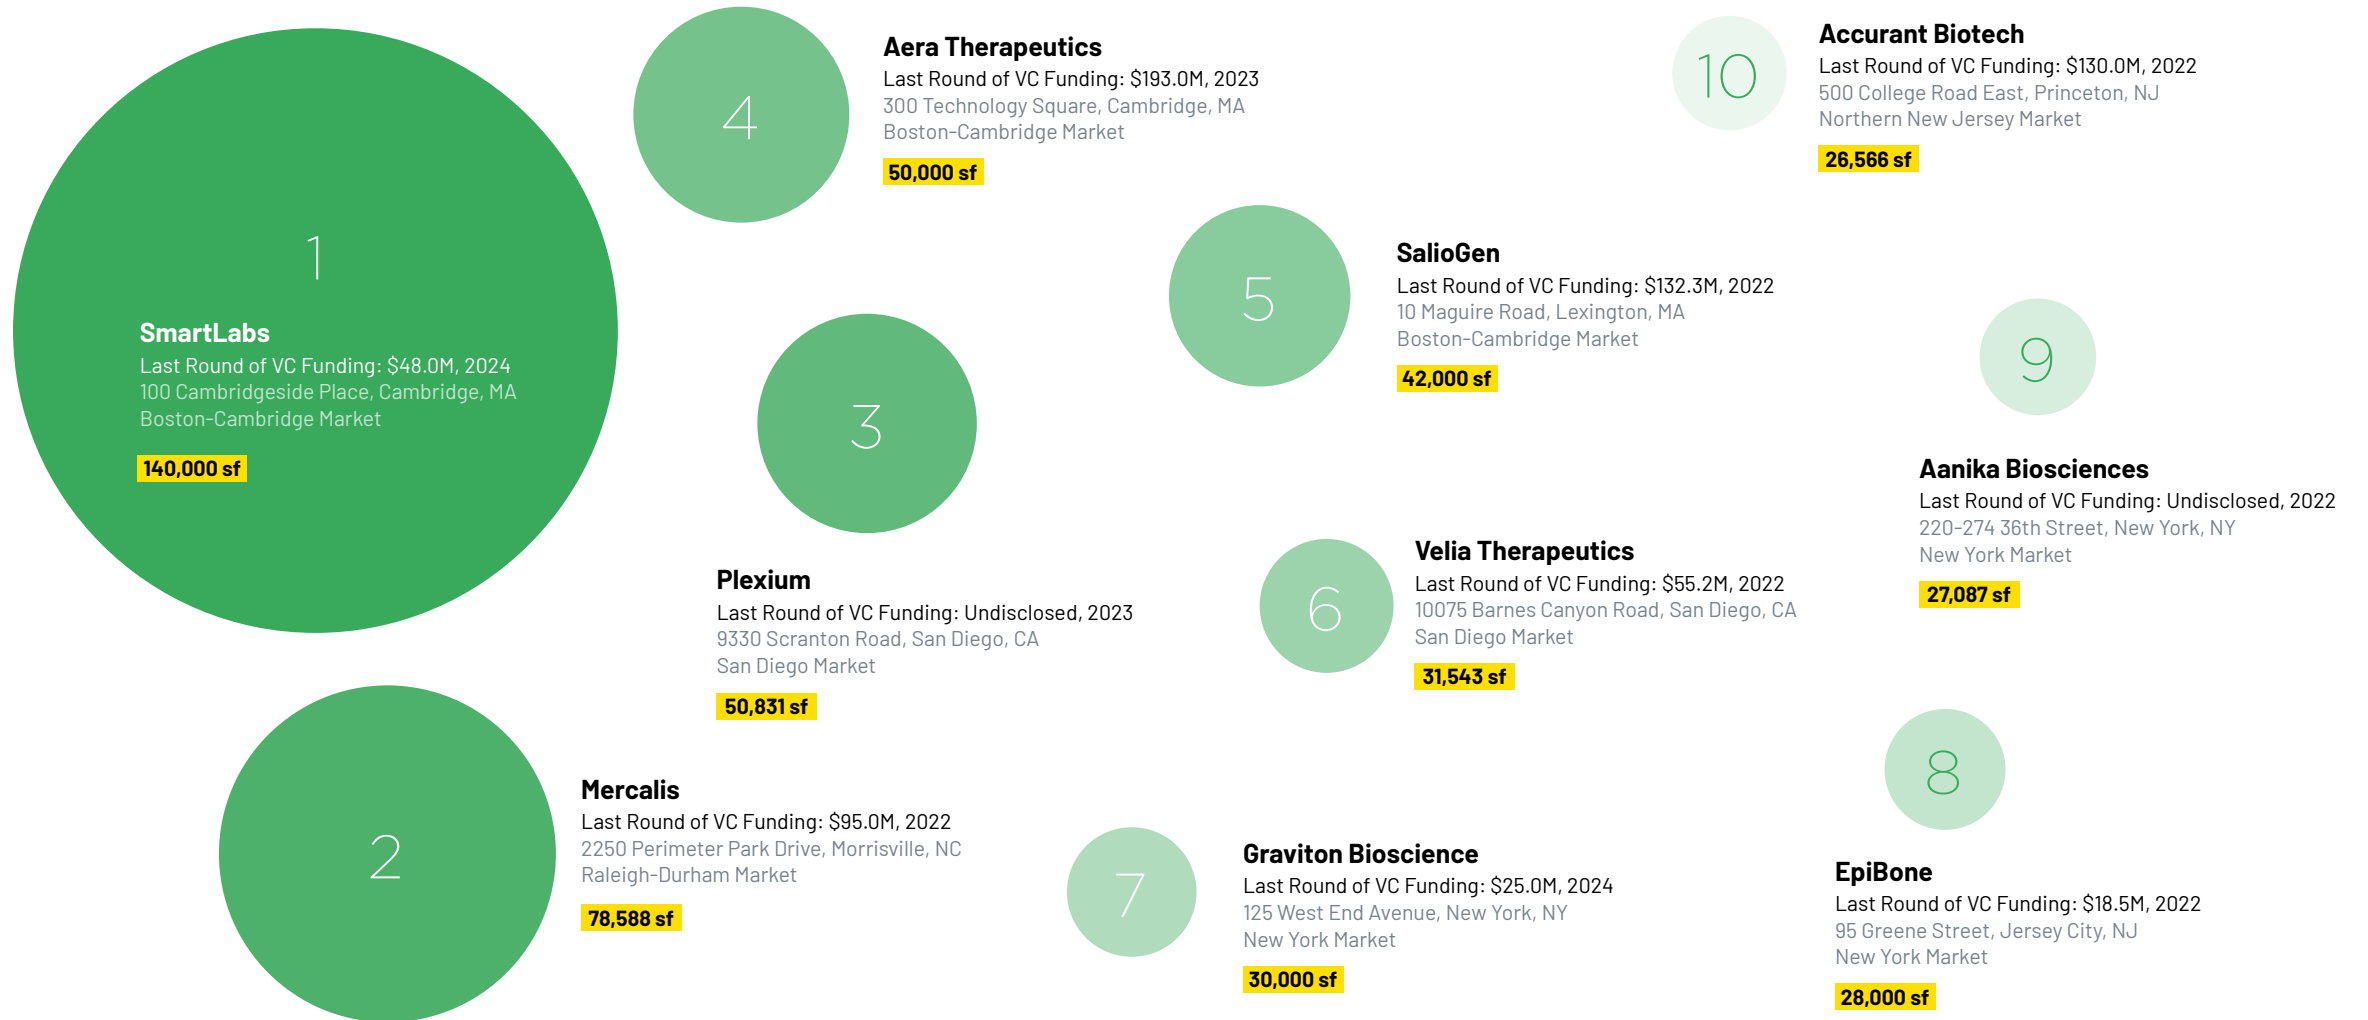 1
SmartLabs
Last Round of VC Funding: $48.0M, 2024
100 Cambridgeside Place, Cambridge, MA
Boston-Cambridge Market
140,000 sf
2
Mercalis
Last Round of VC Funding: $95.0M, 2022
2250 Perimeter Park Drive, Morrisville, NC
Raleigh-Durham Market
78,588 sf
3
Plexium
Last Round of VC Funding: Undisclosed, 2023
9330 Scranton Road, San Diego, CA
San Diego Market
50,831 sf
4
Aera Therapeutics
Last Round of VC Funding: $193.0M, 2023
300 Technology Square, Cambridge, MA
Boston-Cambridge Market
50,000 sf
5
SalioGen
Last Round of VC Funding: $132.3M, 2022
10 Maguire Road, Lexington, MA
Boston-Cambridge Market
42,000 sf
6
Velia Therapeutics
Last Round of VC Funding: $55.2M, 2022
10075 Barnes Canyon Road, San Diego, CA
San Diego Market
31,543 sf
7
Graviton Bioscience
Last Round of VC Funding: $25.0M, 2024
125 West End Avenue, New York, NY
New York Market
30,000 sf
8
EpiBone
Last Round of VC Funding: $18.5M, 2022
95 Greene Street, Jersey City, NJ
New York Market
28,000 sf
9
Aanika Biosciences
Last Round of VC Funding: Undisclosed, 2022
220-274 36th Street, New York, NY
New York Market
27,087 sf
10
Accurant Biotech
Last Round of VC Funding: $130.0M, 2022
500 College Road East, Princeton, NJ
Northern New Jersey Market
26,566 sf